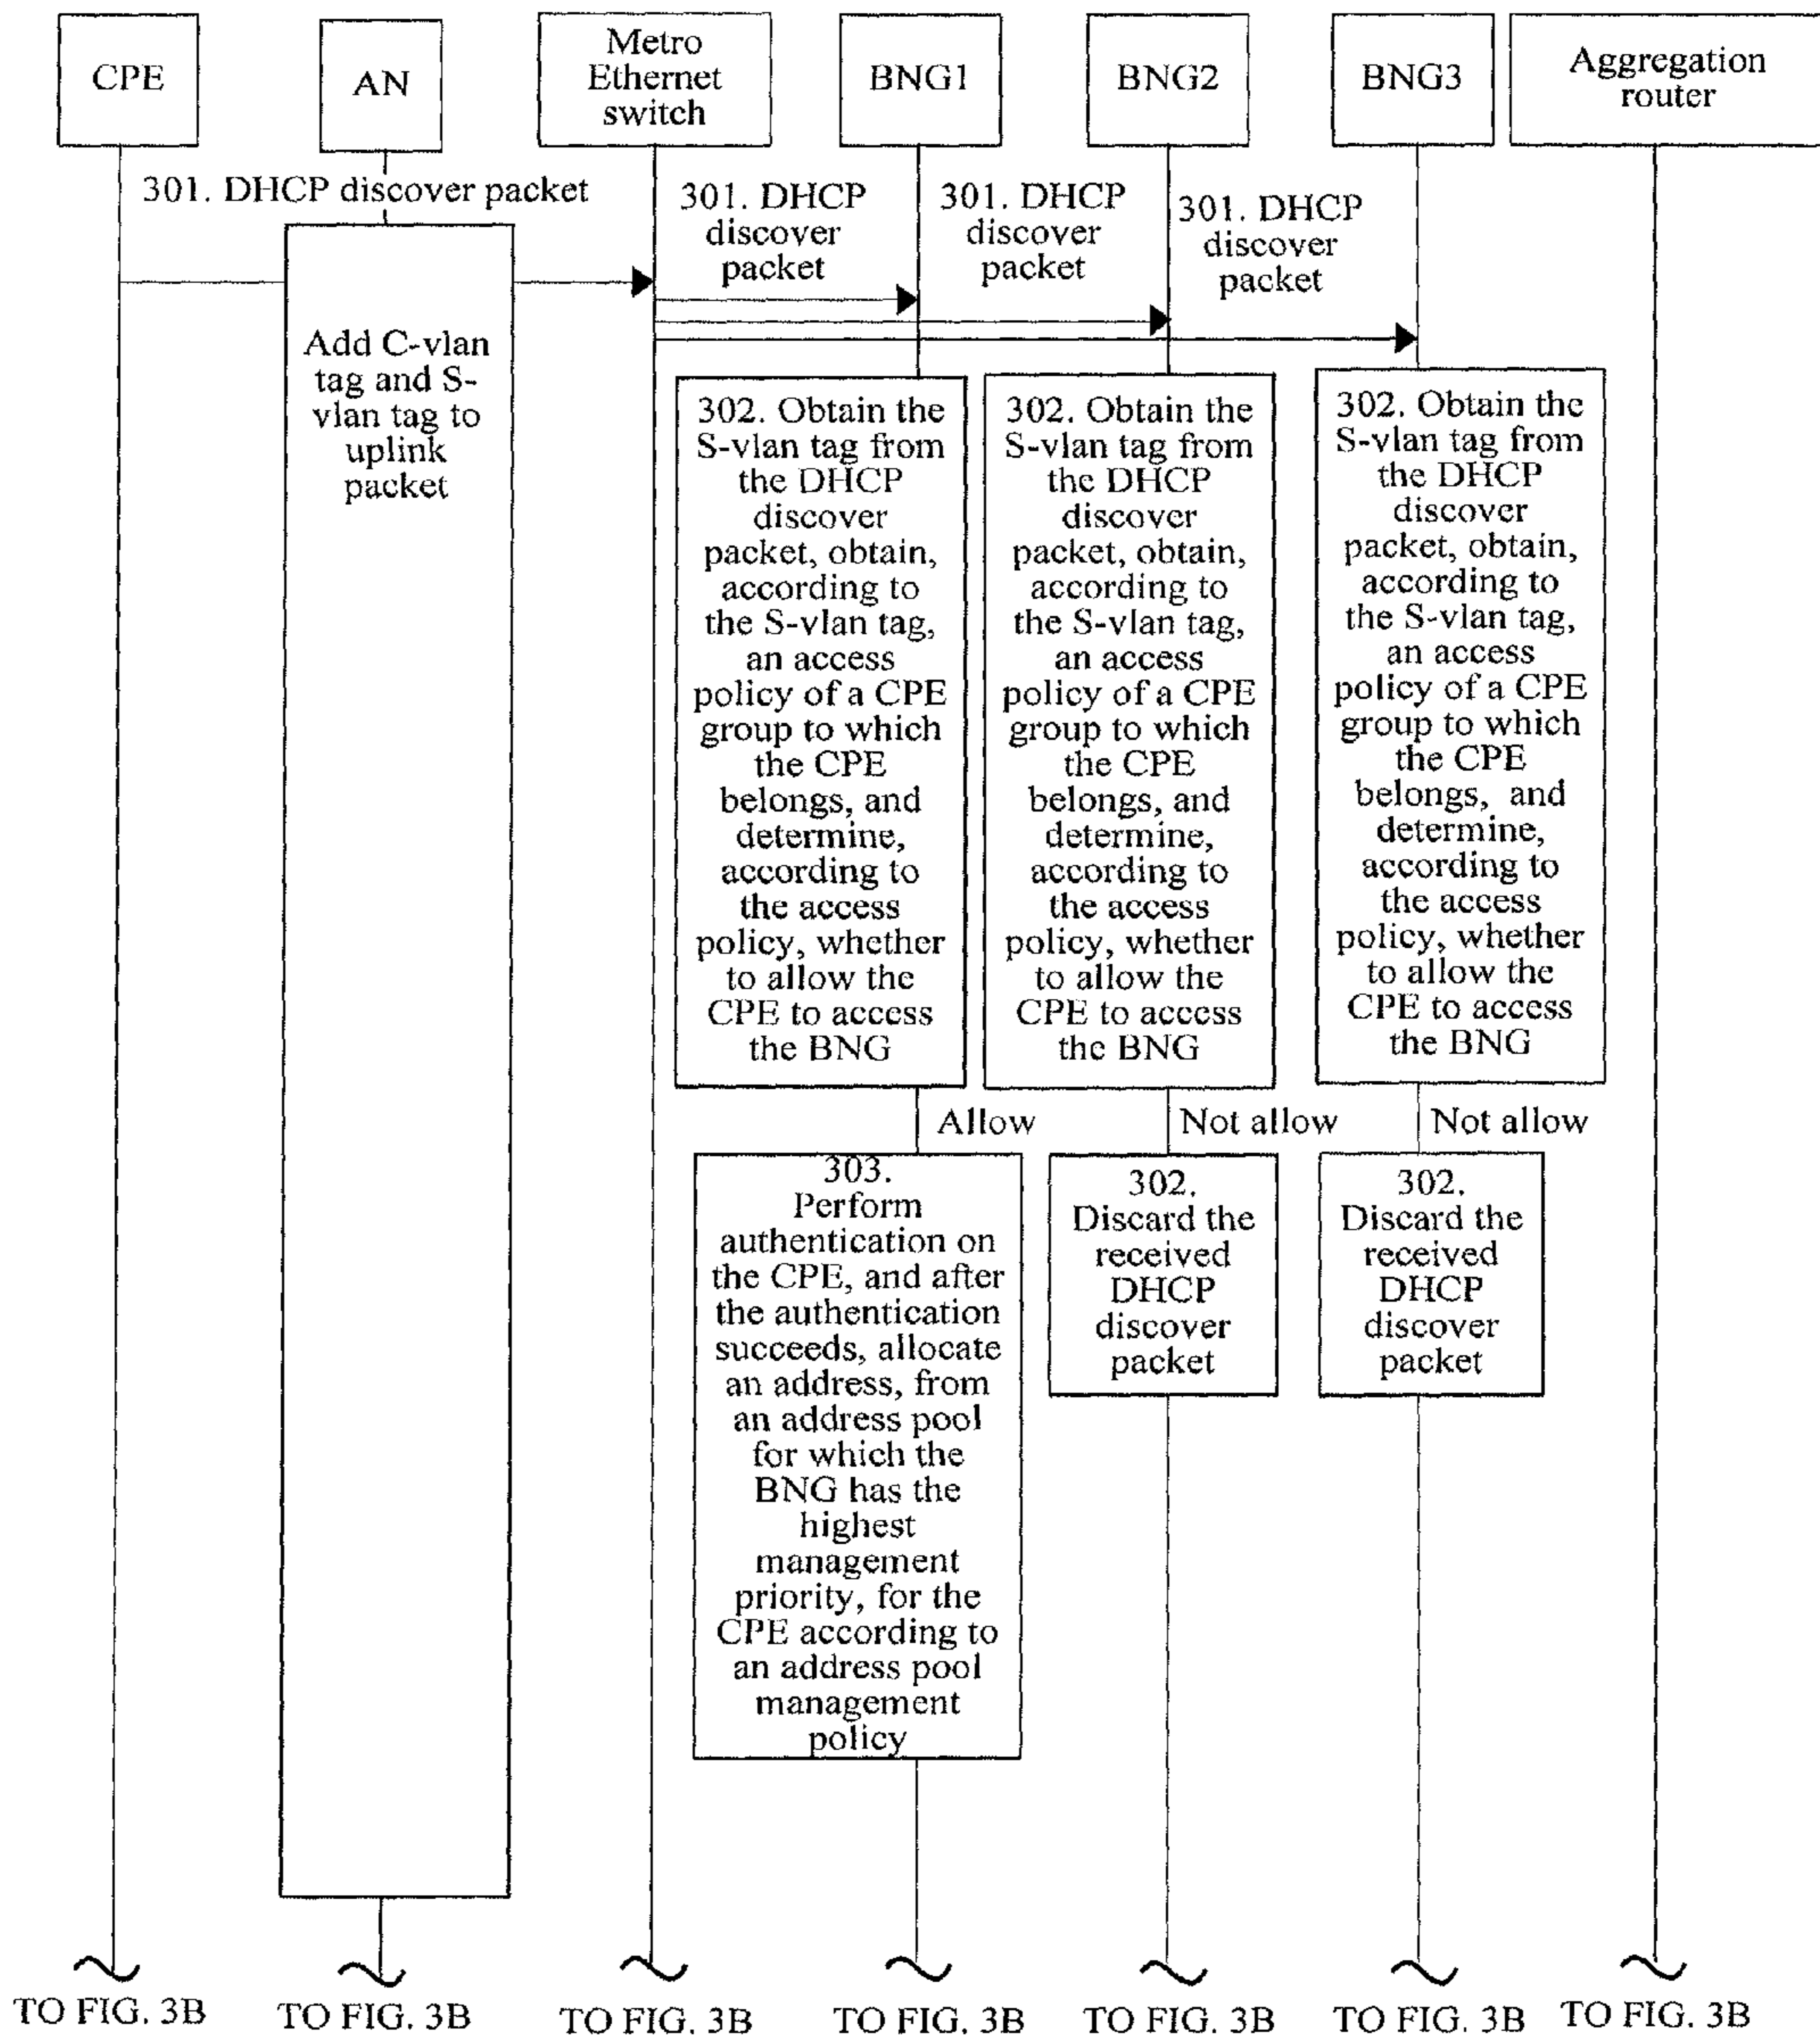 CPE
AN
Metro
Ethernet
switch
BNG1
BNG2
BNG3
Aggregation
router
301. DHCP discover packet
301. DHCP
discover
packet
301. DHCP
discover
packet
301. DHCP
discover
packet
Add C-vlan
tag and S-
vlan tag to
uplink
packet
302. Obtain the
S-vlan tag from
the DHCP
discover
packet, obtain,
according to
the S-vlan tag,
an access
policy of a CPE
group to which
the CPE
belongs, and
determine,
according to
the access
policy, whether
to allow the
CPE to access
the BNG
302. Obtain the
S-vlan tag from
the DHCP
discover
packet, obtain,
according to
the S-vlan tag,
an access
policy of a CPE
group to which
the CPE
belongs, and
determine,
according to
the access
policy, whether
to allow the
CPE to access
the BNG
302. Obtain the
S-vlan tag from
the DHCP
discover
packet, obtain,
according to
the S-vlan tag,
an access
policy of a CPE
group to which
the CPE
belongs, and
determine,
according to
the access
policy, whether
to allow the
CPE to access
the BNG
Allow
Not allow
Not allow
303.
Perform
authentication on
the CPE, and after
the authentication
succeeds, allocate
an address, from
an address pool
for which the
BNG has the
highest
management
priority, for the
CPE according to
an address pool
management
policy
302.
Discard the
received
DHCP
discover
packet
302.
Discard the
received
DHCP
discover
packet
TO FIG. 3B
TO FIG. 3B
TO FIG. 3B
TO FIG. 3B
TO FIG. 3B
TO FIG. 3B
TO FIG. 3B